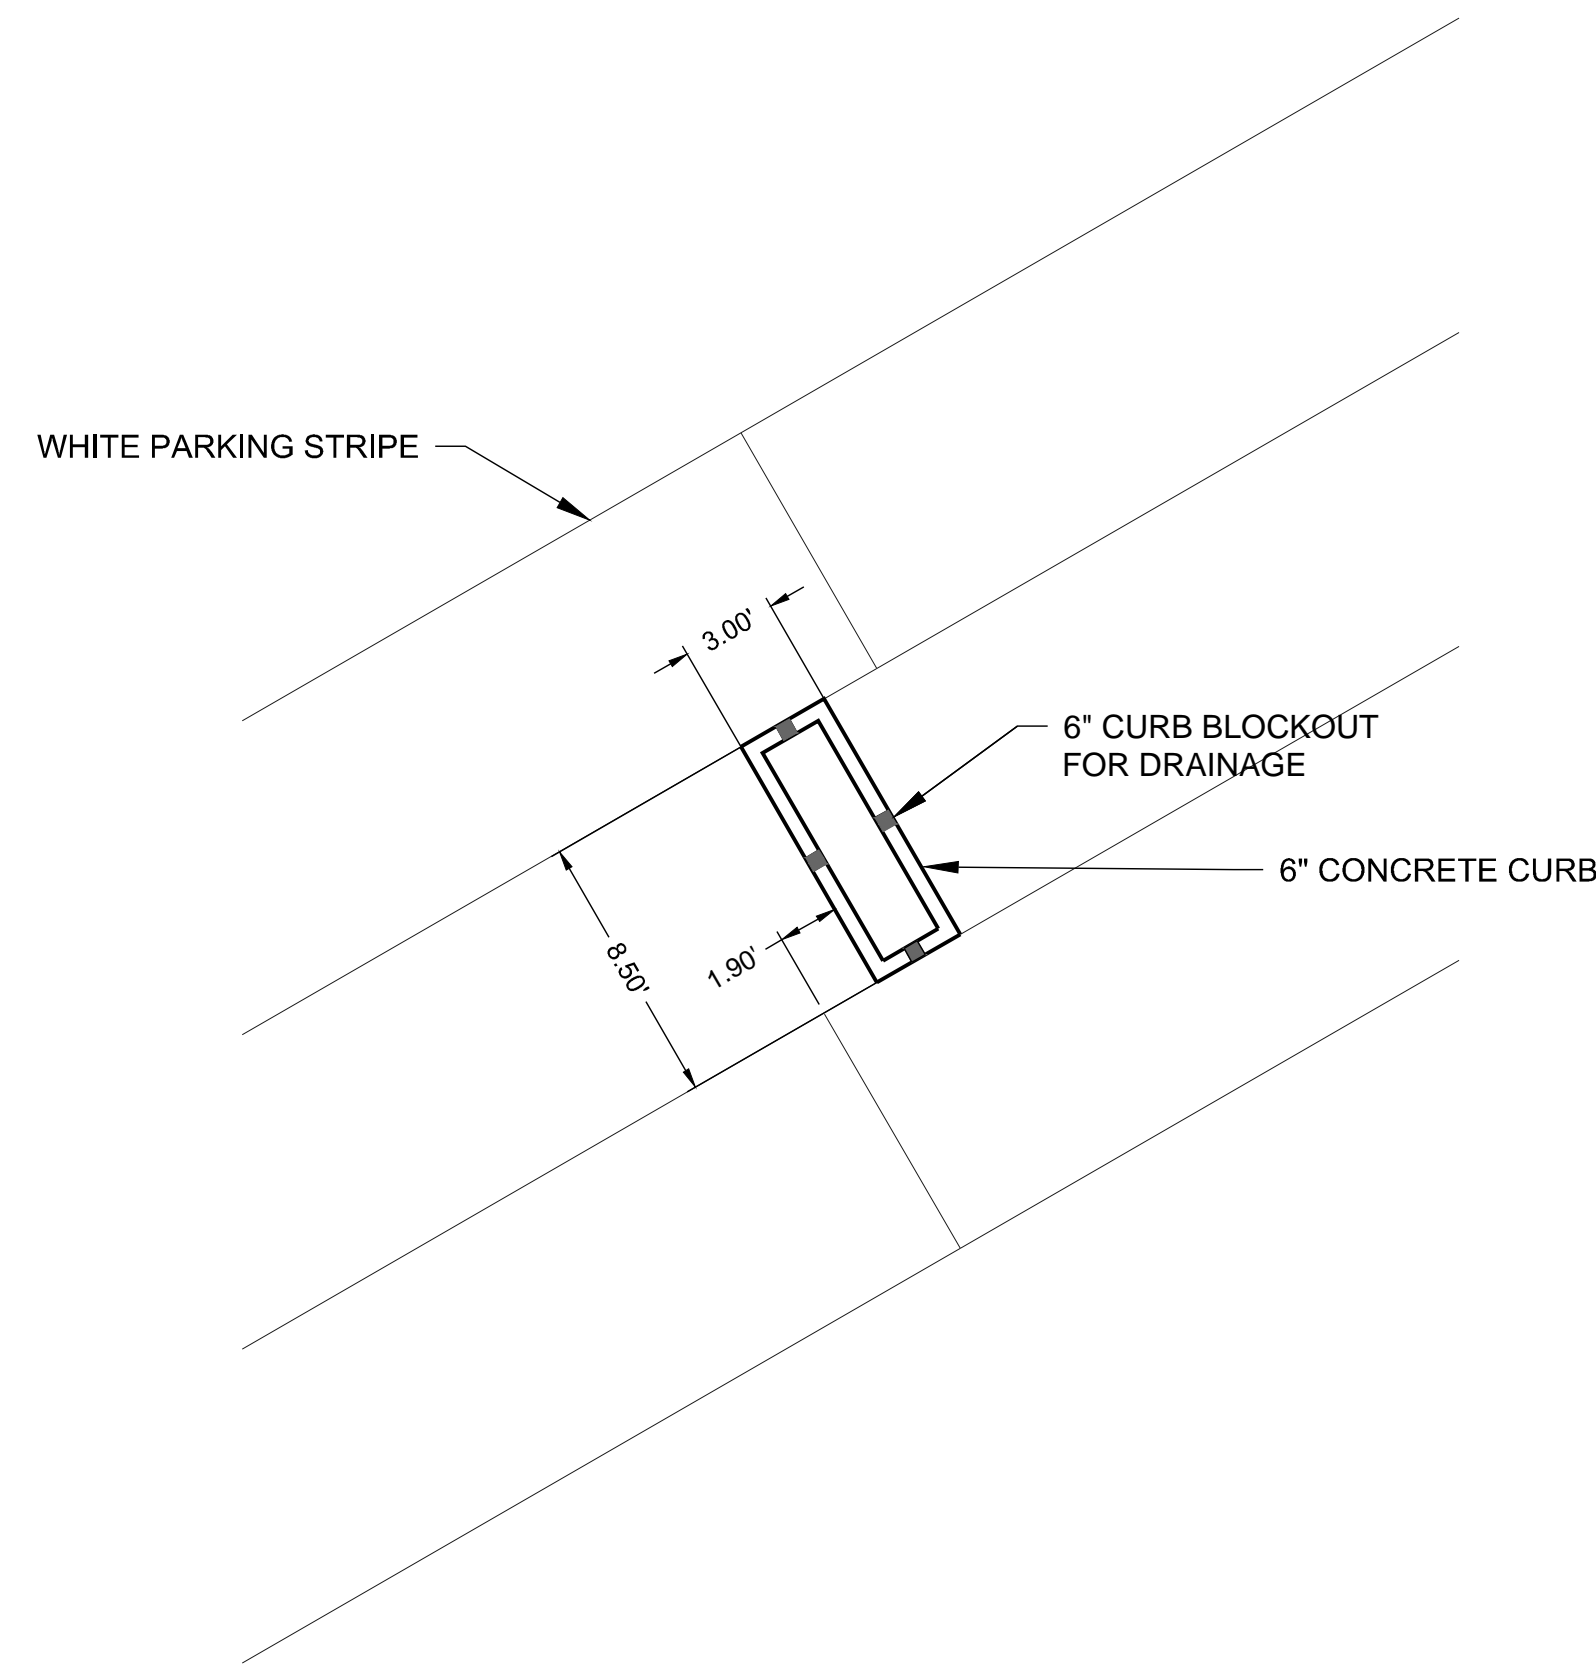 WHITE PARKING STRIPE
3.00'
6" CURB BLOCKOUT
FOR DRAINAGE
6" CONCRETE CURB
8.50'
1.90'